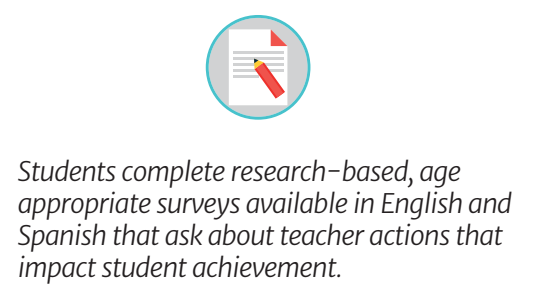 Students complete research-based, age
appropriate surveys available in English and
Spanish that ask about teacher actions that
impact student achievement.